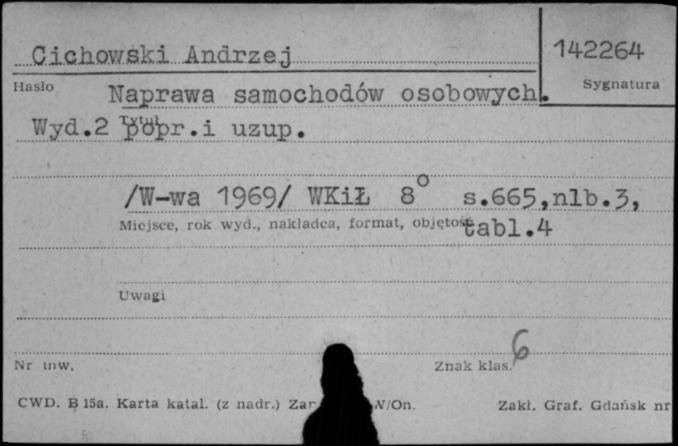 Cichowski Andrzej
142264
Hasło
Sygnatura
Naprawa samochodów osobowych.
Tytuł
Wyd.2 popr.i uzup.
/W-wa 1969/ WKiŁ 8° s.665,nlb.3,
Miejsce, rok wyd., nakładca, format, objętość
tabl.4
Uwagi
6
Nr inw.
Znak klas.
CWD. B 15a. Karta katal. (z nadr.) /On.
Zakł. Graf. Gdańsk nr